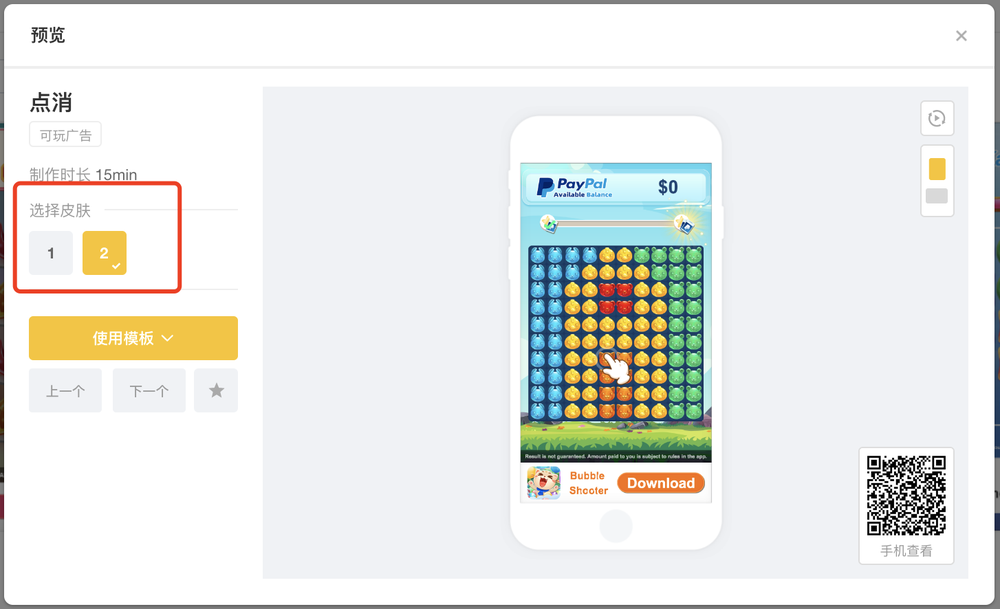 预览
点消
可玩广告
制作时长 15min
选择皮肤
1
2
使用模板
上一个
下一个
PayPal
Available Balance
$0
Result is not guaranteed. Amount paid to you is subject to rules in the app.
Bubble
Shooter
Download
手机查看